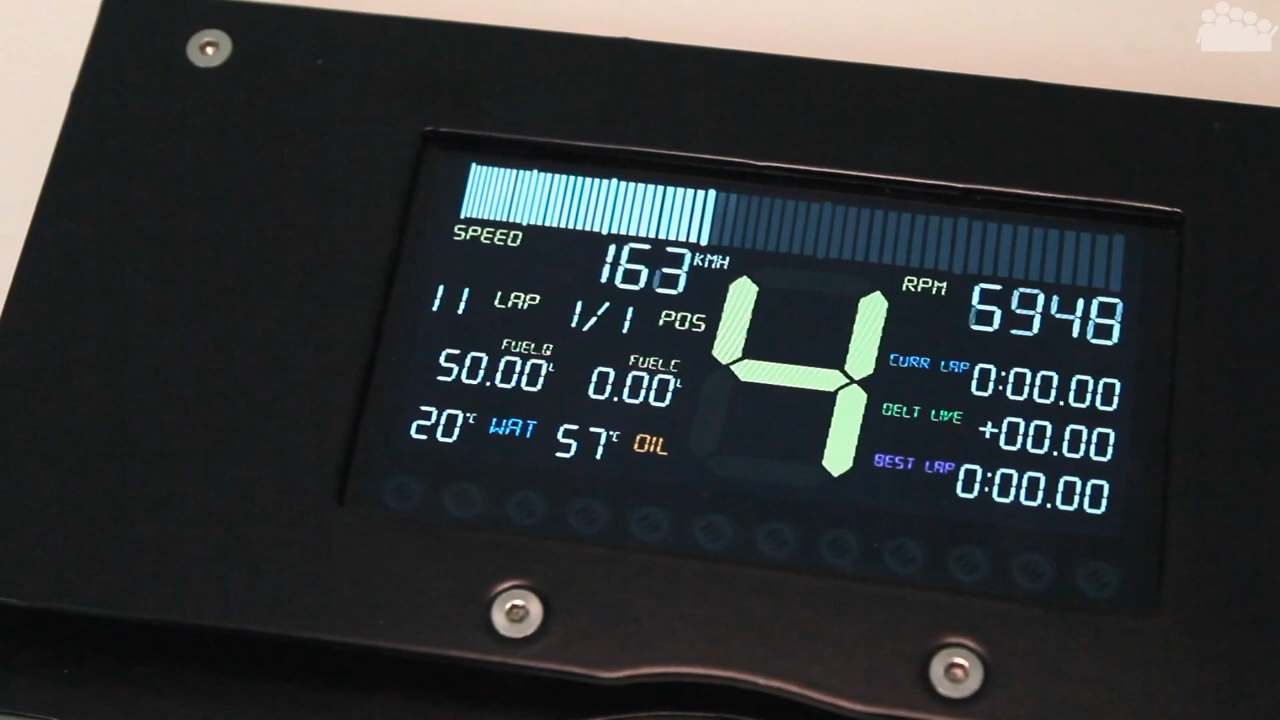 SPEED 163 KMH
RPM 6948
11 LAP 1/1 POS
4
FUEL.Q 50.00L FUEL.C 0.00L
CURR LAP 0:00.00
DELT LIVE +00.00
20°C WAT 57°C OIL
BEST LAP 0:00.00